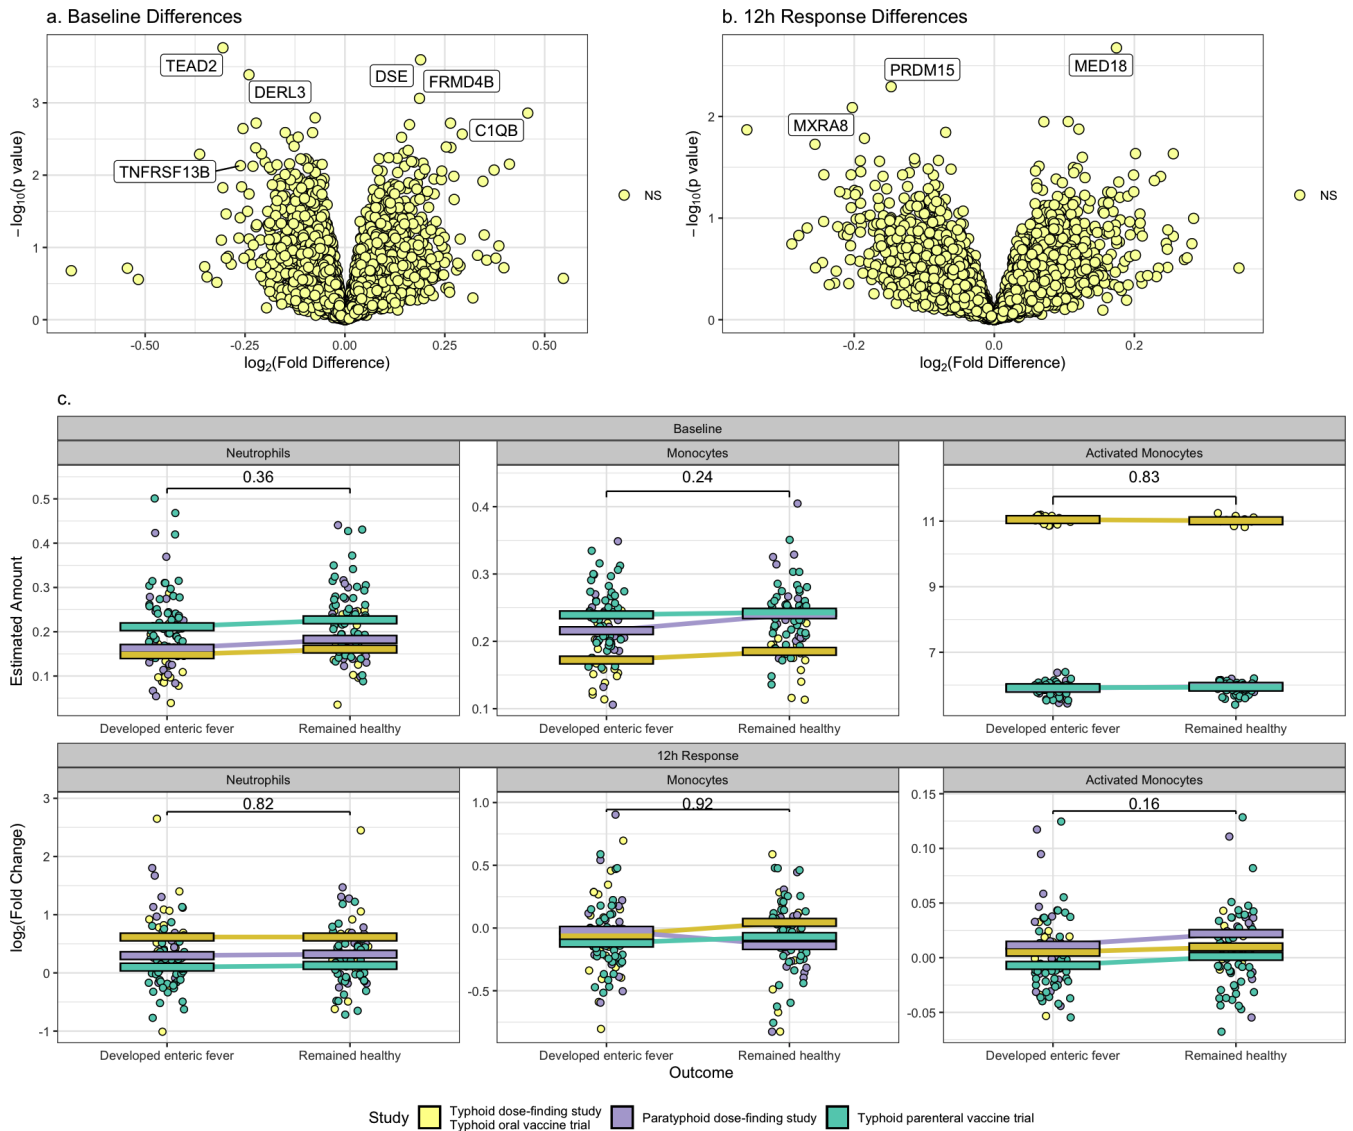 a. Baseline Differences
b. 12h Response Differences
TEAD2
DERL3
DSE
FRMD4B
C1QB
TNFRSF13B
3
2
1
0
−log10(p value)
-0.50
-0.25
0.00
0.25
0.50
log2(Fold Difference)
NS
PRDM15
MED18
MXRA8
2
1
0
−log10(p value)
-0.2
0.0
0.2
log2(Fold Difference)
NS
c.
Baseline
Neutrophils
Monocytes
Activated Monocytes
0.36
0.24
0.83
Estimated Amount
0.5
0.4
0.3
0.2
0.1
0.4
0.3
0.2
0.1
11
9
7
Developed enteric fever
Remained healthy
Developed enteric fever
Remained healthy
Developed enteric fever
Remained healthy
12h Response
Neutrophils
Monocytes
Activated Monocytes
0.82
0.92
0.16
log2(Fold Change)
3
2
1
0
-1
1.0
0.5
0.0
-0.5
0.15
0.10
0.05
0.00
-0.05
Developed enteric fever
Remained healthy
Developed enteric fever
Remained healthy
Developed enteric fever
Remained healthy
Outcome
Study
Typhoid dose-finding study
Typhoid oral vaccine trial
Paratyphoid dose-finding study
Typhoid parenteral vaccine trial